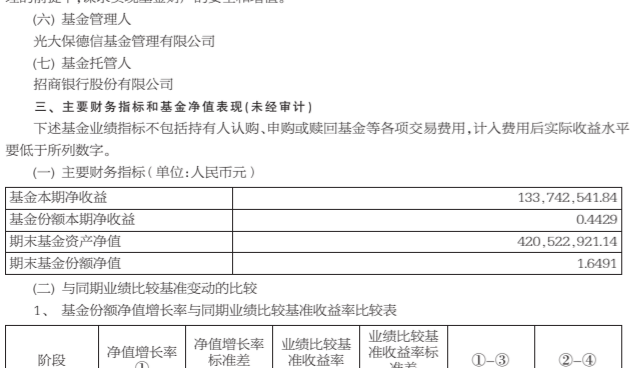 (六) 基金管理人
光大保德信基金管理有限公司
(七) 基金托管人
招商银行股份有限公司
三、主要财务指标和基金净值表现(未经审计)
下述基金业绩指标不包括持有人认购、申购或赎回基金等各项交易费用,计入费用后实际收益水平
要低于所列数字。
(一) 主要财务指标(单位:人民币元)
基金本期净收益 133,742,541.84
基金份额本期净收益 0.4429
期末基金资产净值 420,522,921.14
期末基金份额净值 1.6491
(二) 与同期业绩比较基准变动的比较
1、 基金份额净值增长率与同期业绩比较基准收益率比较表
阶段 净值增长率① 净值增长率标准差 业绩比较基准收益率 业绩比较基准收益率标准差 ①-③ ②-④